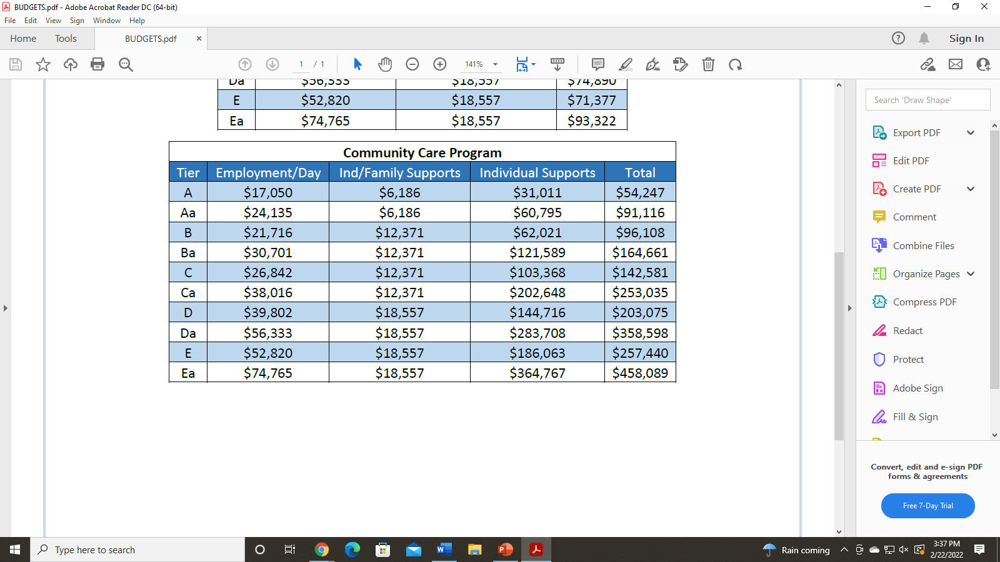 BUDGETS.pdf - Adobe Acrobat Reader DC (64-bit)
File Edit View Sign Window Help
Home Tools BUDGETS.pdf × Sign In
1 / 1 141%
Da $56,333 $18,557 $74,890
E $52,820 $18,557 $71,377
Ea $74,765 $18,557 $93,322
Community Care Program
Tier Employment/Day Ind/Family Supports Individual Supports Total
A $17,050 $6,186 $31,011 $54,247
Aa $24,135 $6,186 $60,795 $91,116
B $21,716 $12,371 $62,021 $96,108
Ba $30,701 $12,371 $121,589 $164,661
C $26,842 $12,371 $103,368 $142,581
Ca $38,016 $12,371 $202,648 $253,035
D $39,802 $18,557 $144,716 $203,075
Da $56,333 $18,557 $283,708 $358,598
E $52,820 $18,557 $186,063 $257,440
Ea $74,765 $18,557 $364,767 $458,089
Search 'Draw Shape'
Export PDF
Edit PDF
Create PDF
Comment
Combine Files
Organize Pages
Compress PDF
Redact
Protect
Adobe Sign
Fill & Sign
Convert, edit and e-sign PDF
forms & agreements
Free 7-Day Trial
Type here to search
Rain coming
3:37 PM
2/22/2022